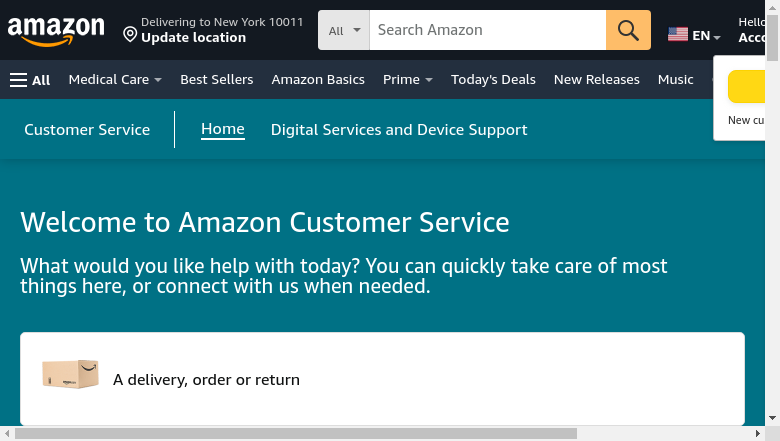 amazon
Delivering to New York 10011
Update location
All
Search Amazon
EN
Hello
All
Medical Care
Best Sellers
Amazon Basics
Prime
Today's Deals
New Releases
Music
New cu
Customer Service
Home
Digital Services and Device Support
Welcome to Amazon Customer Service
What would you like help with today? You can quickly take care of most
things here, or connect with us when needed.
A delivery, order or return